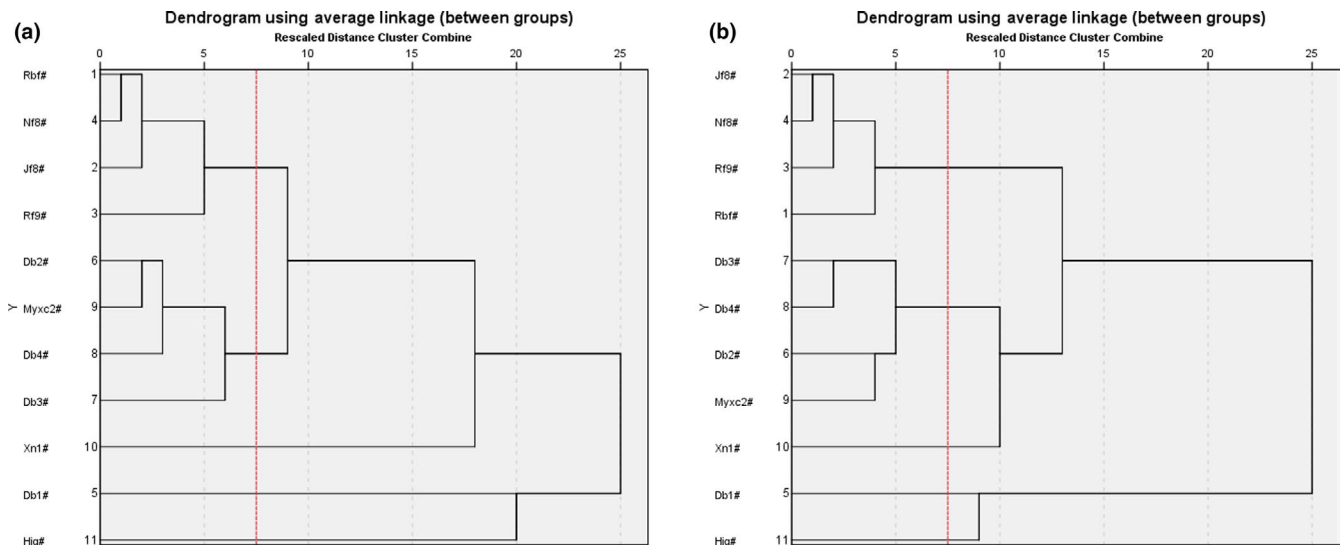 (a)
Dendrogram using average linkage (between groups)
Rescaled Distance Cluster Combine
0 5 10 15 20 25
Rbf# 1
Nf8# 4
Jf8# 2
Rf9# 3
Db2# 6
Y
Myxc2# 9
Db4# 8
Db3# 7
Xn1# 10
Db1# 5
Hig# 11
(b)
Dendrogram using average linkage (between groups)
Rescaled Distance Cluster Combine
0 5 10 15 20 25
Jf8# 2
Nf8# 4
Rf9# 3
Rbf# 1
Db3# 7
Y
Db4# 8
Db2# 6
Myxc2# 9
Xn1# 10
Db1# 5
Hig# 11